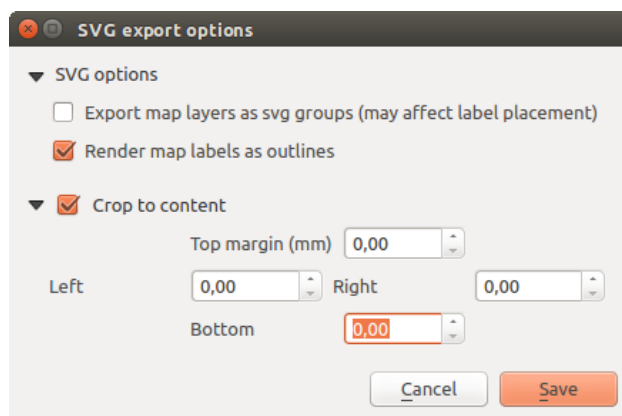 SVG export options
SVG options
Export map layers as svg groups (may affect label placement)
Render map labels as outlines
Crop to content
Top margin (mm) 0,00
Left 0,00 Right 0,00
Bottom 0,00
Cancel Save